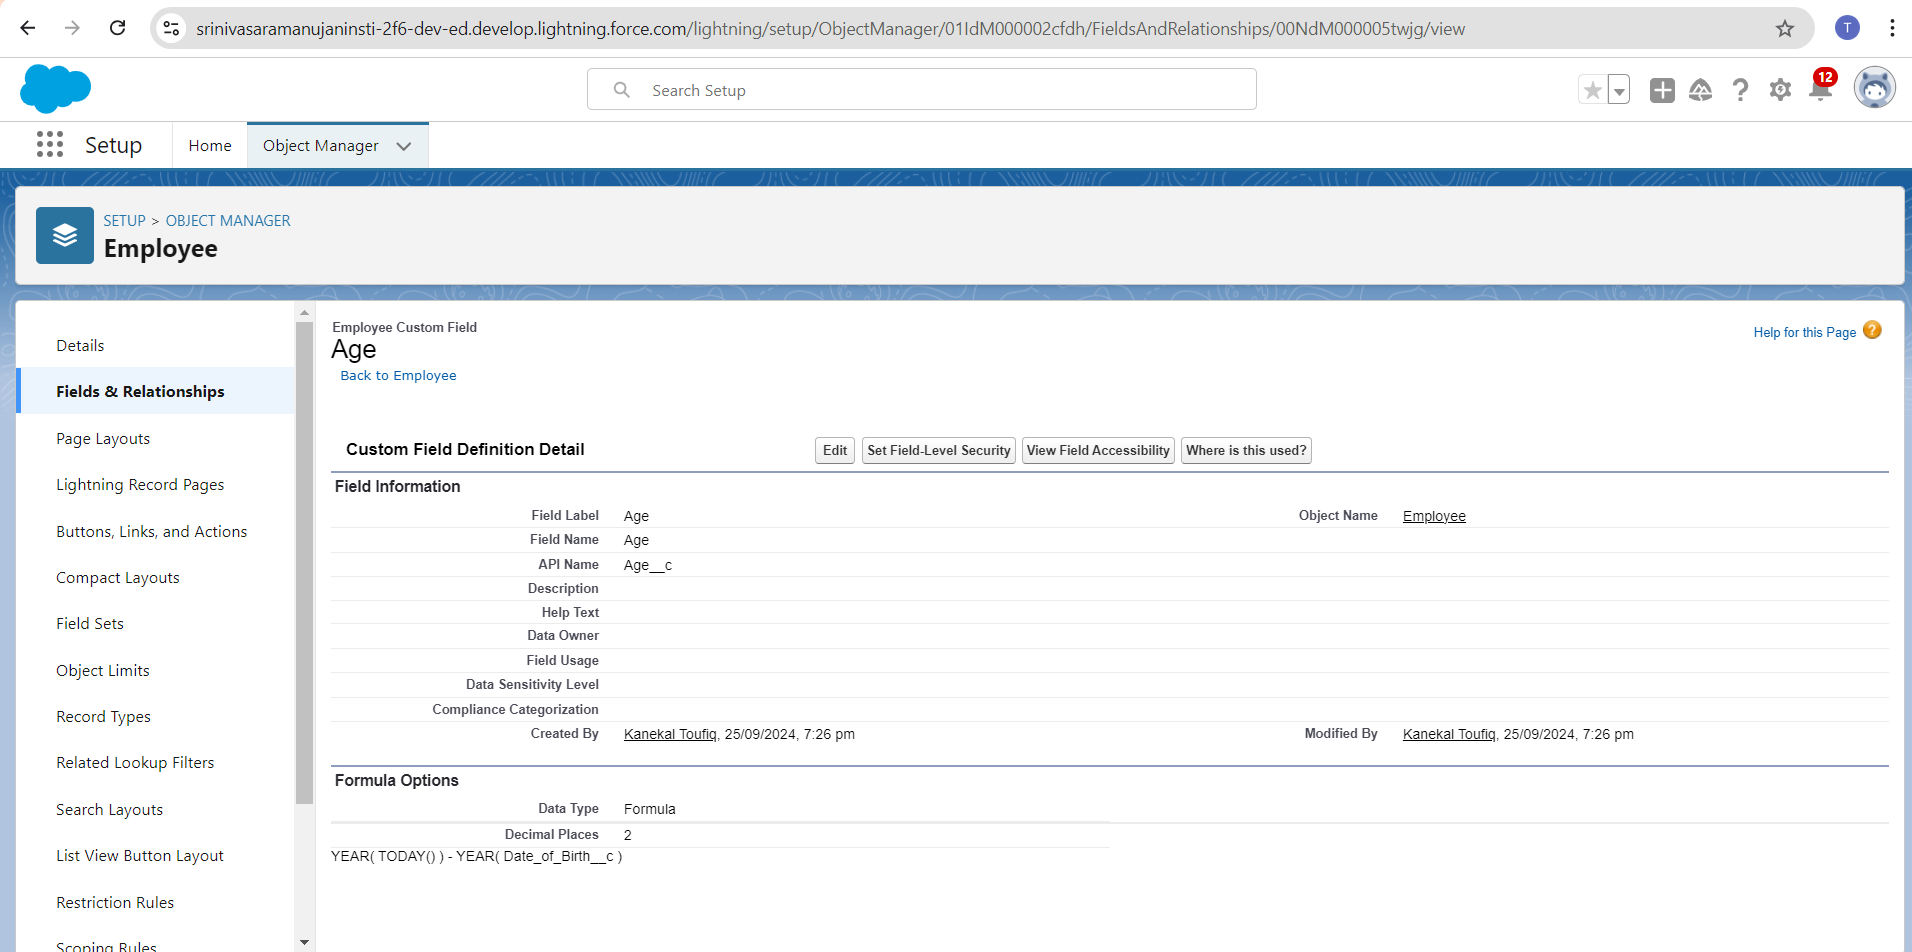 srinivasaramanujaninsti-2f6-dev-ed.develop.lightning.force.com/lightning/setup/ObjectManager/01IdM000002cfdh/FieldsAndRelationships/00NdM000005twjg/view
T
Search Setup
12
Setup
Home
Object Manager
SETUP > OBJECT MANAGER
Employee
Details
Fields & Relationships
Page Layouts
Lightning Record Pages
Buttons, Links, and Actions
Compact Layouts
Field Sets
Object Limits
Record Types
Related Lookup Filters
Search Layouts
List View Button Layout
Restriction Rules
Scoping Rules
Employee Custom Field
Age
Back to Employee
Help for this Page
Custom Field Definition Detail
Edit
Set Field-Level Security
View Field Accessibility
Where is this used?
Field Information
Field Label Age Object Name Employee
Field Name Age
API Name Age__c
Description
Help Text
Data Owner
Field Usage
Data Sensitivity Level
Compliance Categorization
Created By Kanekal Toufiq, 25/09/2024, 7:26 pm Modified By Kanekal Toufiq, 25/09/2024, 7:26 pm
Formula Options
Data Type Formula
Decimal Places 2
YEAR( TODAY() ) - YEAR( Date_of_Birth__c )